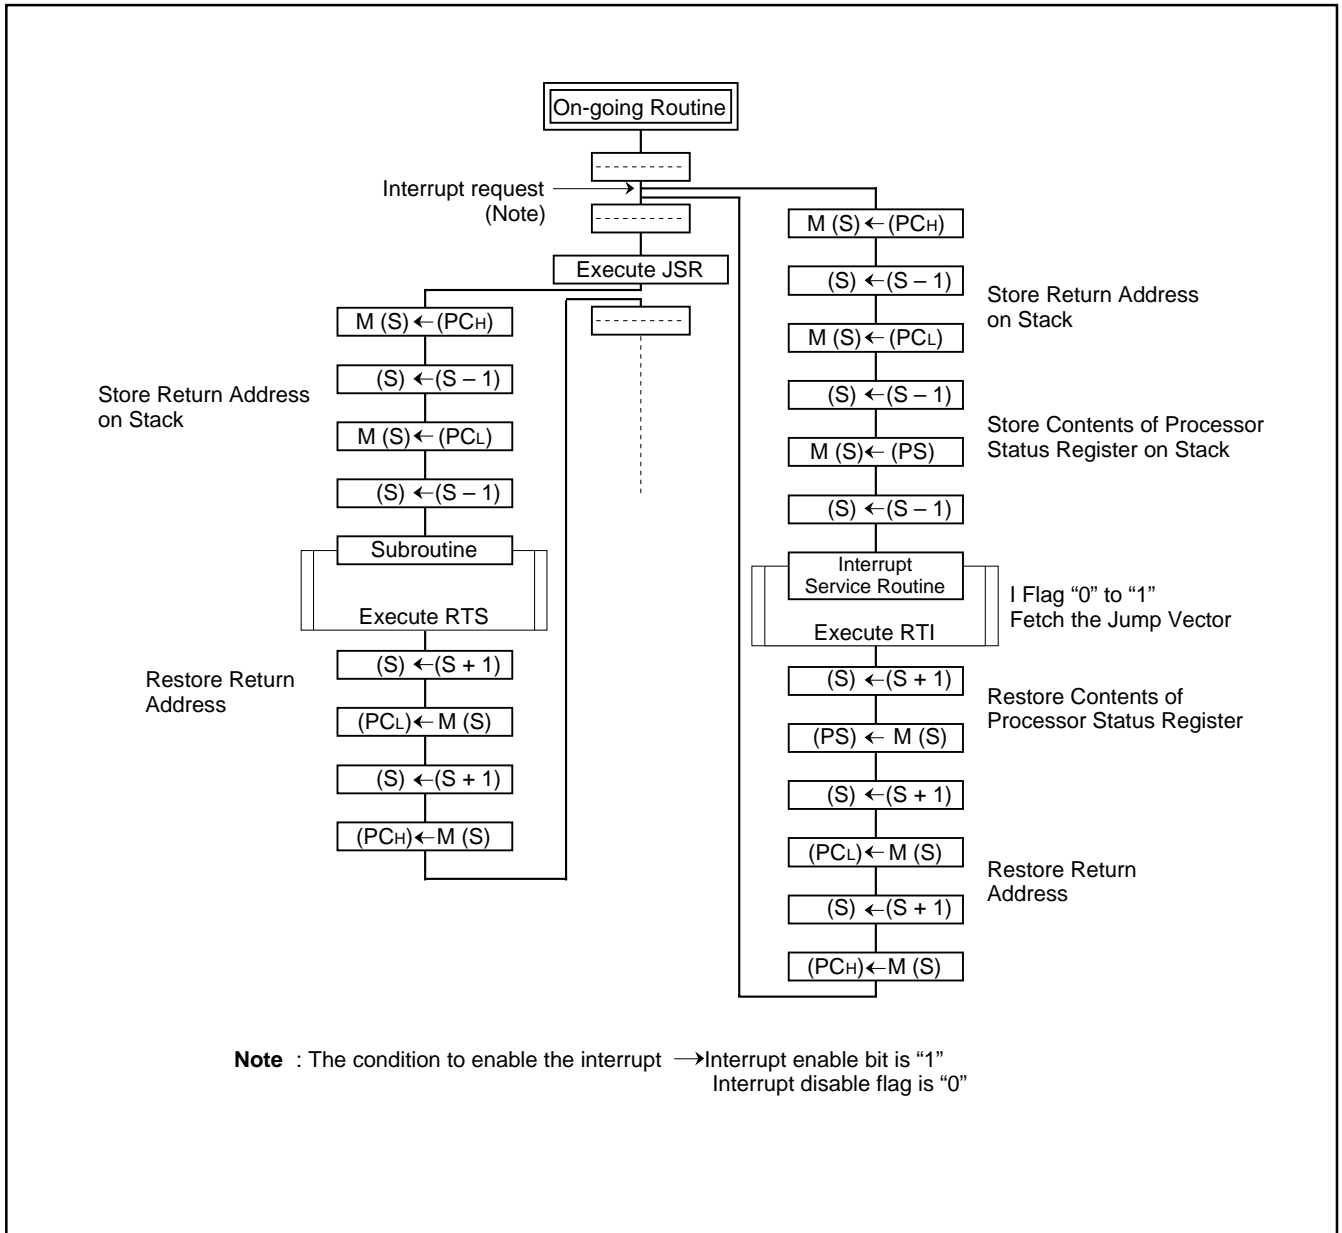 On-going Routine
Interrupt request
(Note)
Execute JSR
M (S) ← (PCH)
(S) ← (S – 1)
M (S) ← (PCL)
(S) ← (S – 1)
Store Return Address
on Stack
Subroutine
Execute RTS
(S) ← (S + 1)
Restore Return
Address
(PCL) ← M (S)
(S) ← (S + 1)
(PCH) ← M (S)
M (S) ← (PCH)
(S) ← (S – 1)
Store Return Address
on Stack
M (S) ← (PCL)
(S) ← (S – 1)
Store Contents of Processor
Status Register on Stack
M (S) ← (PS)
(S) ← (S – 1)
Interrupt
Service Routine
I Flag “0” to “1”
Fetch the Jump Vector
Execute RTI
(S) ← (S + 1)
Restore Contents of
Processor Status Register
(PS) ← M (S)
(S) ← (S + 1)
(PCL) ← M (S)
Restore Return
Address
(S) ← (S + 1)
(PCH) ← M (S)
Note : The condition to enable the interrupt → Interrupt enable bit is “1”
Interrupt disable flag is “0”